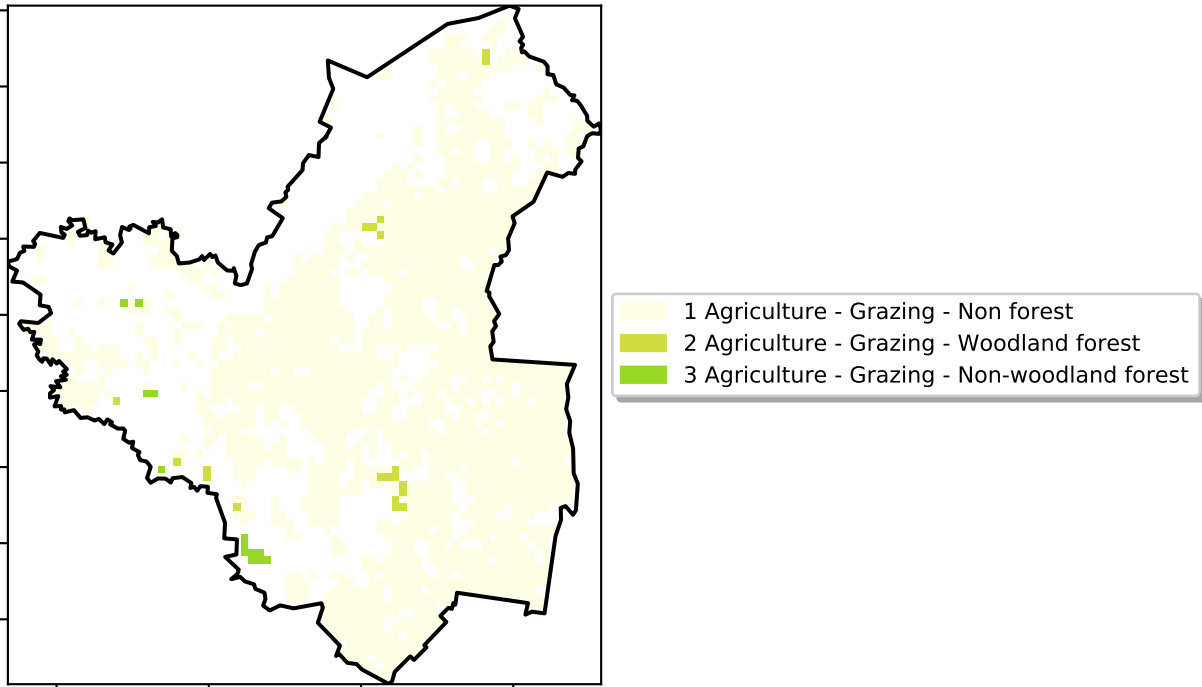 1 Agriculture - Grazing - Non forest
2 Agriculture - Grazing - Woodland forest
3 Agriculture - Grazing - Non-woodland forest